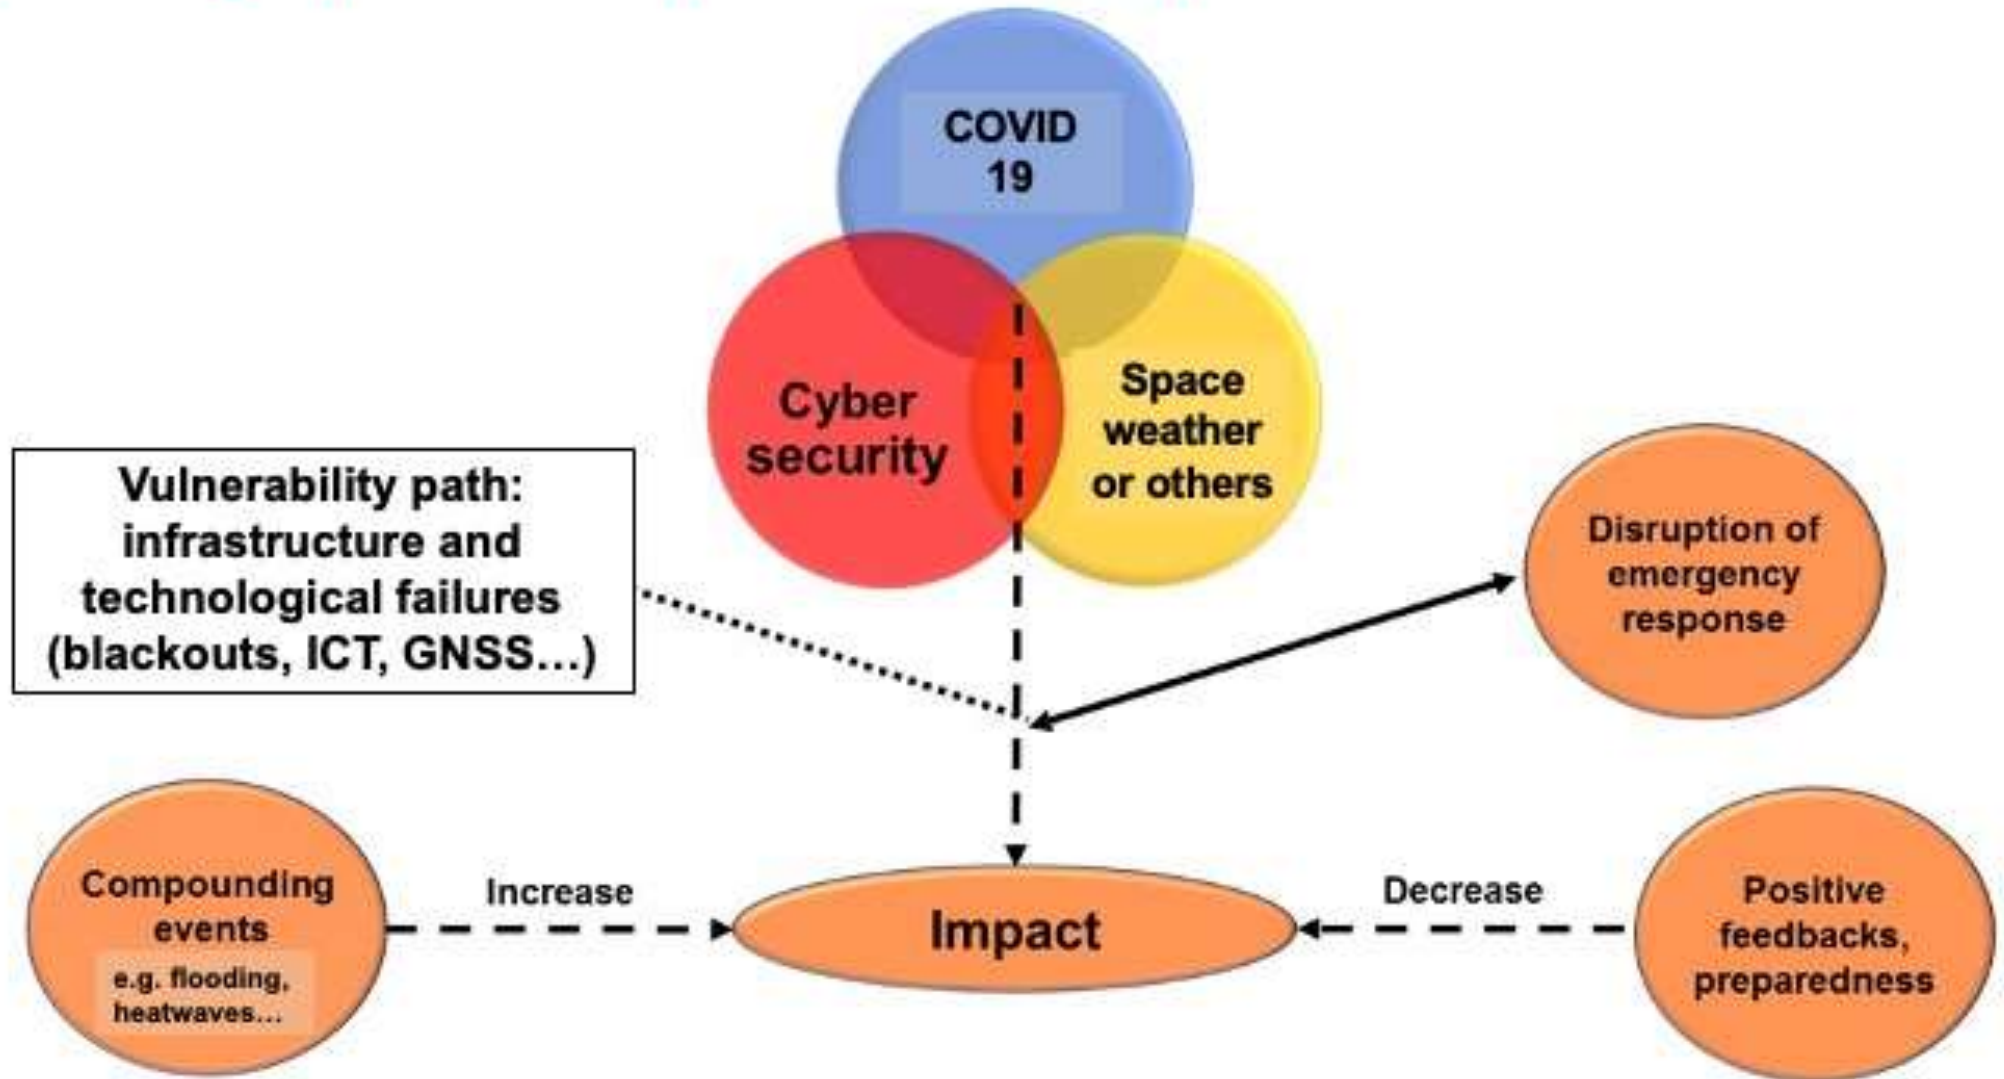 COVID
19
Cyber
security
Space
weather
or others
Vulnerability path:
infrastructure and
technological failures
(blackouts, ICT, GNSS…)
Disruption of
emergency
response
Compounding
events
e.g. flooding,
heatwaves…
Increase
Impact
Decrease
Positive
feedbacks,
preparedness